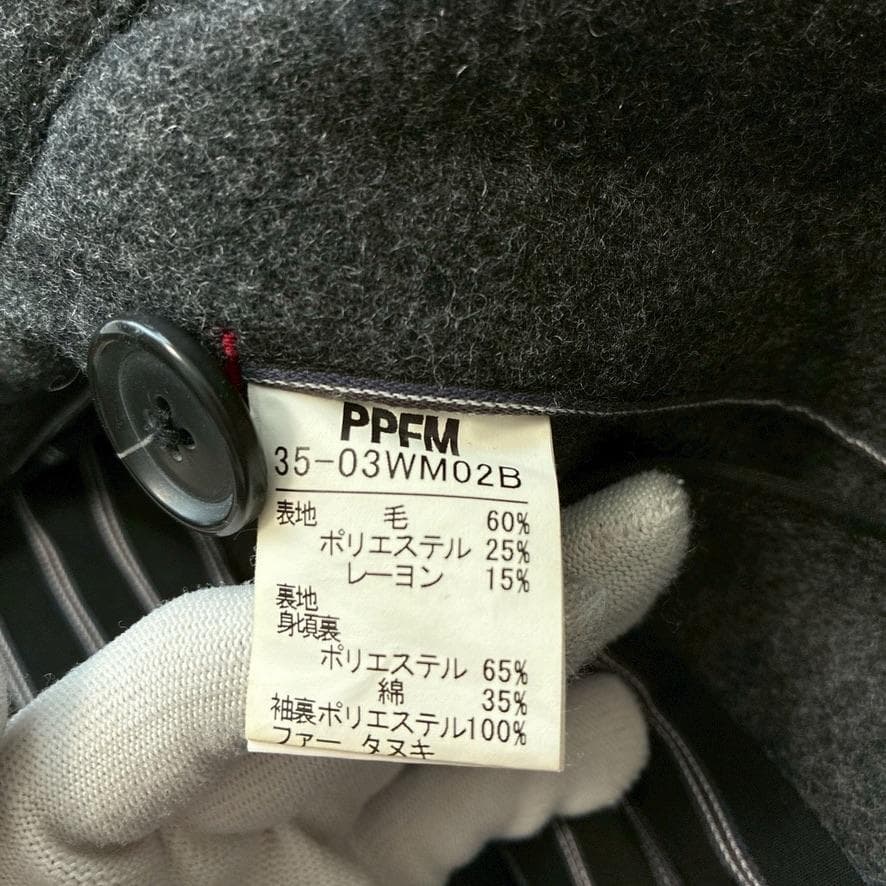 PPFM
35-03WM02B
表地 毛 60%
ポリエステル 25%
レーヨン 15%
裏地
身頃裏
ポリエステル 65%
綿 35%
袖裏ポリエステル100%
ファー タヌキ